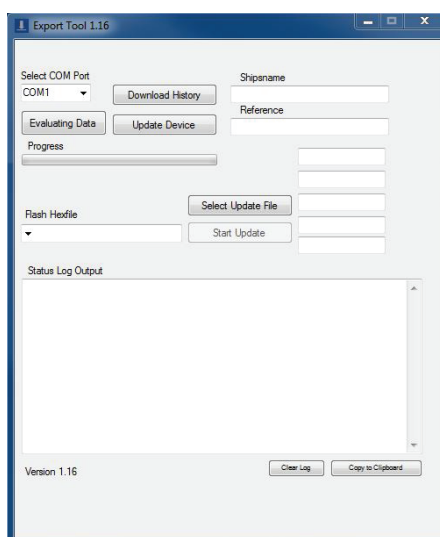 Export Tool 1.16
Select COM Port
Shipsname
COM1
Download History
Reference
Evaluating Data
Update Device
Progress
Select Update File
Flash Hexfile
Start Update
Status Log Output
Version 1.16
Clear Log
Copy to Clipboard